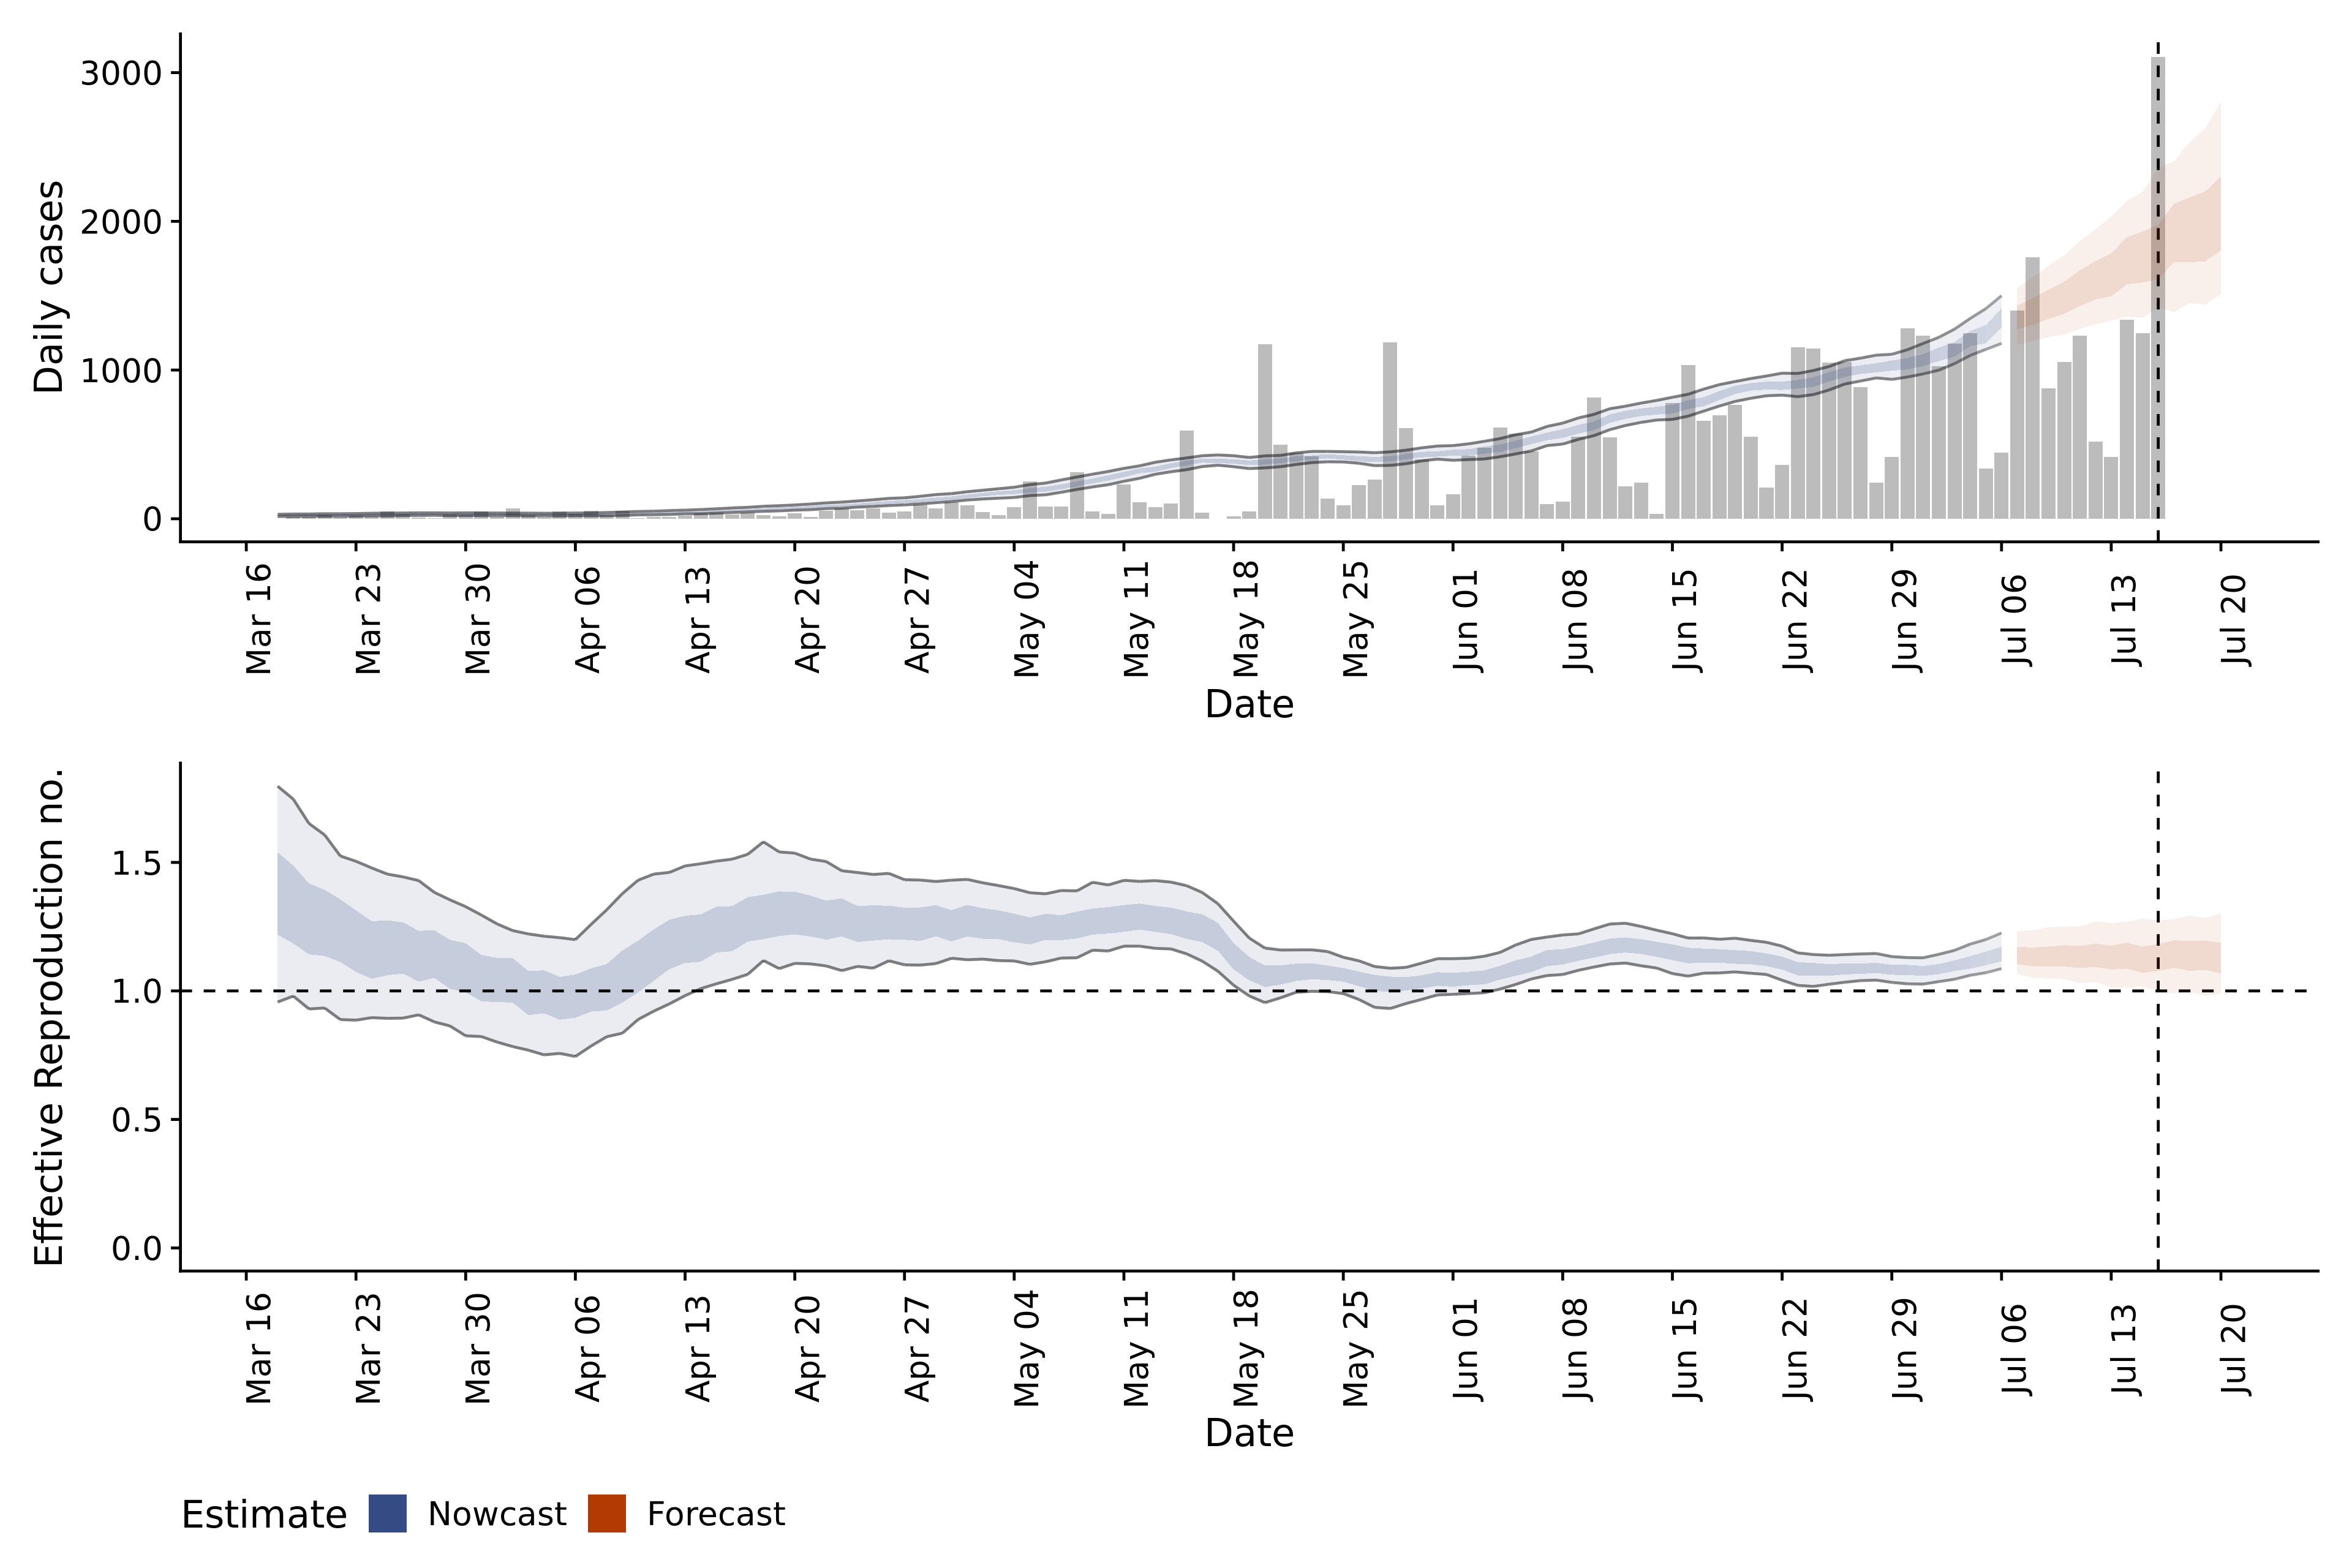 Daily cases
3000
2000
1000
0
Mar 16
Mar 23
Mar 30
Apr 06
Apr 13
Apr 20
Apr 27
May 04
May 11
May 18
May 25
Jun 01
Jun 08
Jun 15
Jun 22
Jun 29
Jul 06
Jul 13
Jul 20
Date
Effective Reproduction no.
1.5
1.0
0.5
0.0
Mar 16
Mar 23
Mar 30
Apr 06
Apr 13
Apr 20
Apr 27
May 04
May 11
May 18
May 25
Jun 01
Jun 08
Jun 15
Jun 22
Jun 29
Jul 06
Jul 13
Jul 20
Date
Estimate Nowcast Forecast